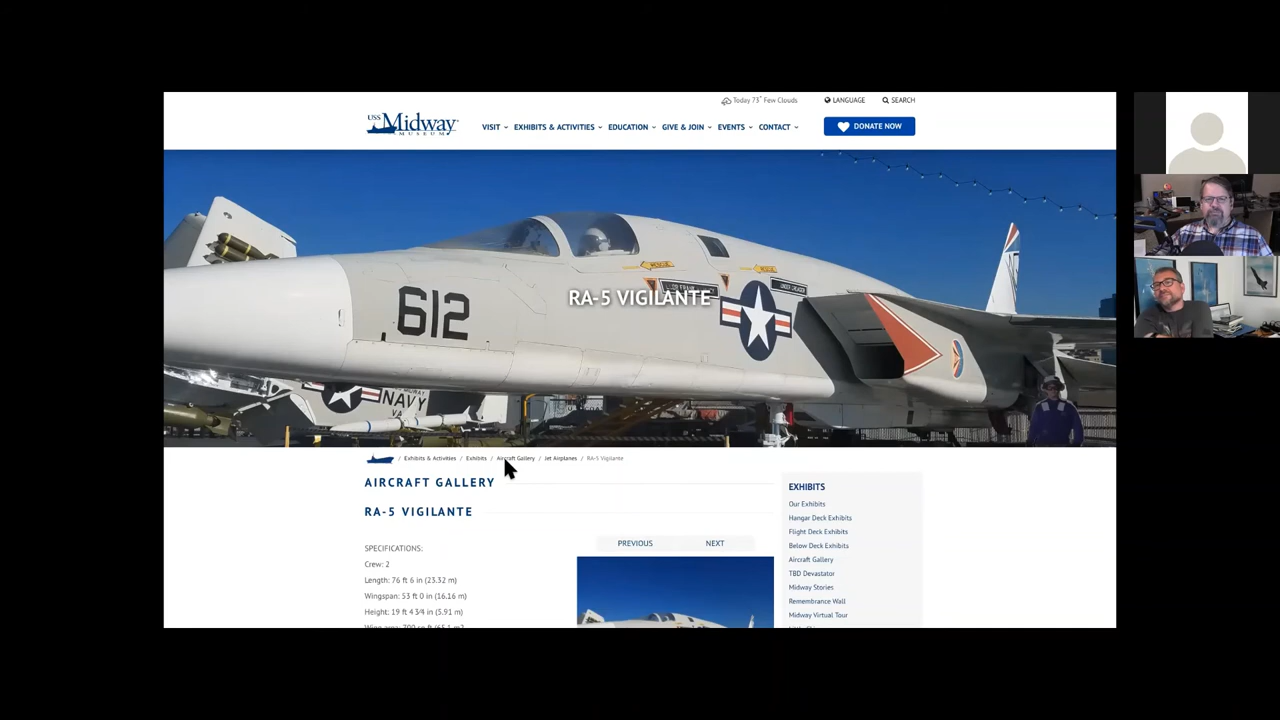 Today 73° Few Clouds
LANGUAGE
SEARCH
USS Midway MUSEUM
VISIT
EXHIBITS & ACTIVITIES
EDUCATION
GIVE & JOIN
EVENTS
CONTACT
DONATE NOW
612
RA-5 VIGILANTE
RESCUE
RESCUE
NAVY
/ Exhibits & Activities / Exhibits / Aircraft Gallery / Jet Airplanes / RA-5 Vigilante
AIRCRAFT GALLERY
RA-5 VIGILANTE
SPECIFICATIONS:
Crew: 2
Length: 76 ft 6 in (23.32 m)
Wingspan: 53 ft 0 in (16.16 m)
Height: 19 ft 4 3⁄4 in (5.91 m)
PREVIOUS
NEXT
EXHIBITS
Our Exhibits
Hangar Deck Exhibits
Flight Deck Exhibits
Below Deck Exhibits
Aircraft Gallery
TBD Devastator
Midway Stories
Remembrance Wall
Midway Virtual Tour